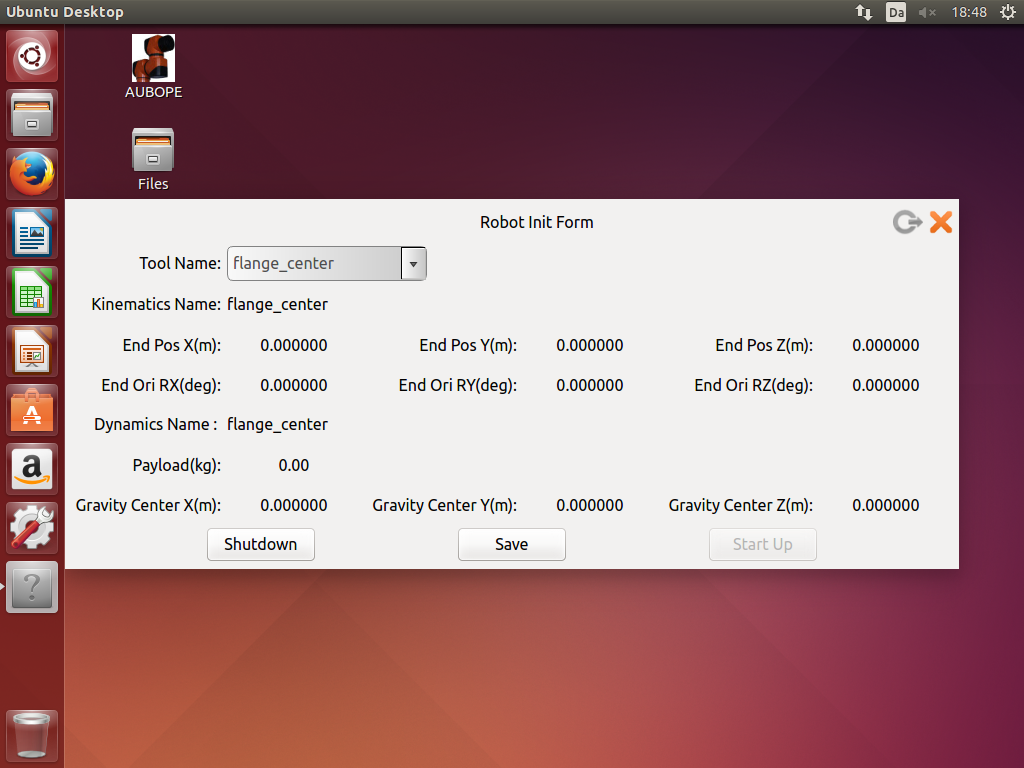 Ubuntu Desktop Da 18:48
AUBOPE
Files
Robot Init Form
Tool Name: flange_center
Kinematics Name: flange_center
End Pos X(m): 0.000000 End Pos Y(m): 0.000000 End Pos Z(m): 0.000000
End Ori RX(deg): 0.000000 End Ori RY(deg): 0.000000 End Ori RZ(deg): 0.000000
Dynamics Name : flange_center
Payload(kg): 0.00
Gravity Center X(m): 0.000000 Gravity Center Y(m): 0.000000 Gravity Center Z(m): 0.000000
Shutdown Save Start Up